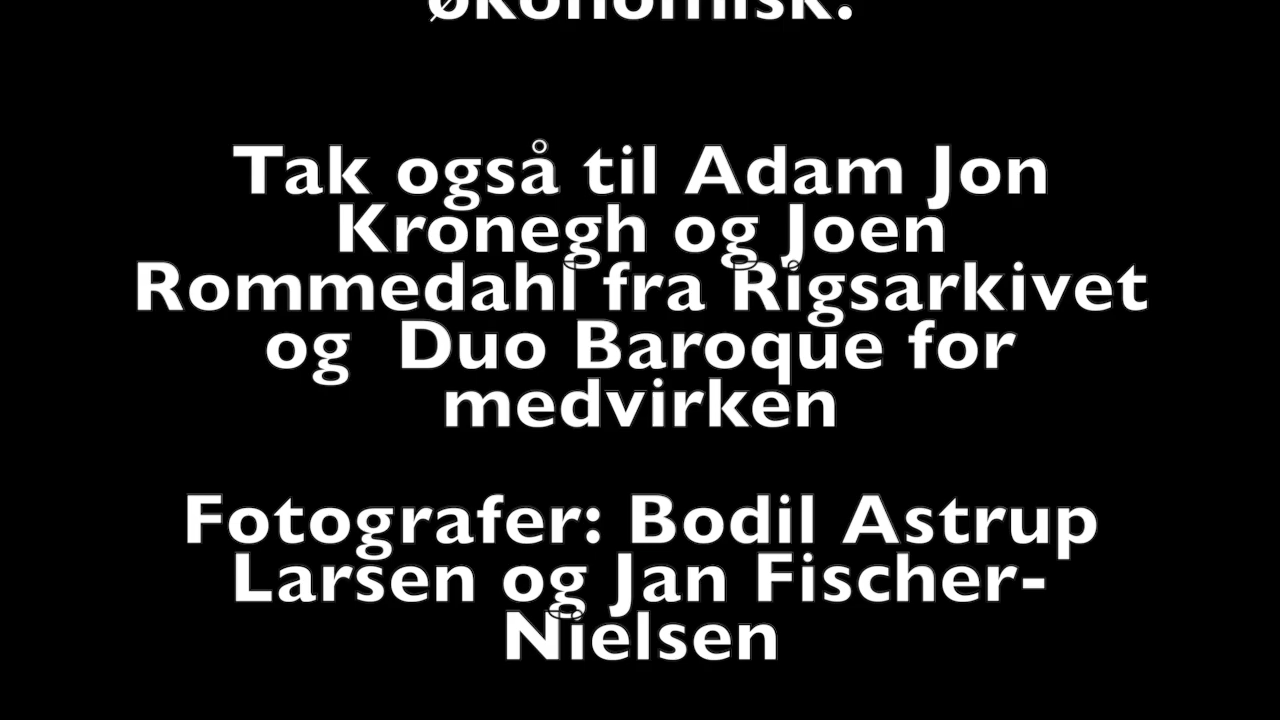 økonomisk.
Tak også til Adam Jon
Kronegh og Joen
Rommedahl fra Rigsarkivet
og  Duo Baroque for
medvirken
Fotografer: Bodil Astrup
Larsen og Jan Fischer-
Nielsen